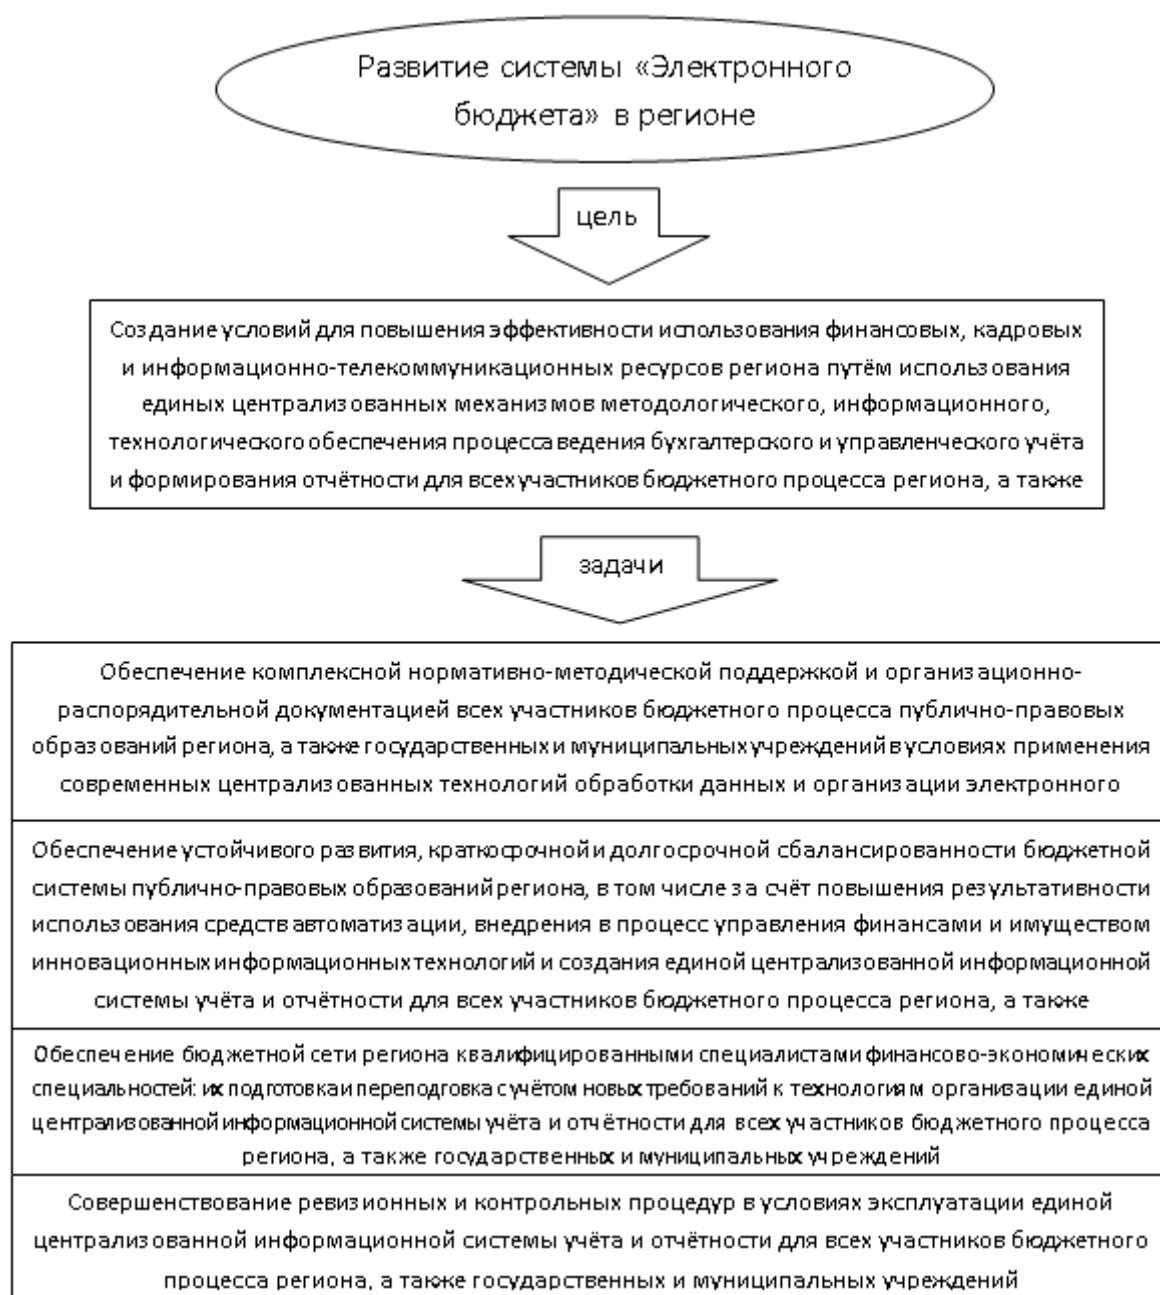 Развитие системы «Электронного
бюджета» в регионе
цель
Создание условий для повышения эффективности использования финансовых, кадровых
и информационно-телекоммуникационных ресурсов региона путём использования
единых централизованных механизмов методологического, информационного,
технологического обеспечения процесса ведения бухгалтерского и управленческого учёта
и формирования отчётности для всех участников бюджетного процесса региона, а также
задачи
Обеспечение комплексной нормативно-методической поддержкой и организационно-
распорядительной документацией всех участников бюджетного процесса публично-правовых
образований региона, а также государственных и муниципальных учреждений в условиях применения
современных централизованных технологий обработки данных и организации электронного
Обеспечение устойчивого развития, краткосрочной и долгосрочной сбалансированности бюджетной
системы публично-правовых образований региона, в том числе за счёт повышения результативности
использования средств автоматизации, внедрения в процесс управления финансами и имуществом
инновационных информационных технологий и создания единой централизованной информационной
системы учёта и отчётности для всех участников бюджетного процесса региона, а также
Обеспечение бюджетной сети региона квалифицированными специалистами финансово-экономических
специальностей: их подготовка и переподговка с учётом новых требований к технологиям организации единой
централизованной информационной системы учёта и отчётности для всех участников бюджетного процесса
региона, а также государственных и муниципальных учреждений
Совершенствование ревизионных и контрольных процедур в условиях эксплуатации единой
централизованной информационной системы учёта и отчётности для всех участников бюджетного
процесса региона, а также государственных и муниципальных учреждений